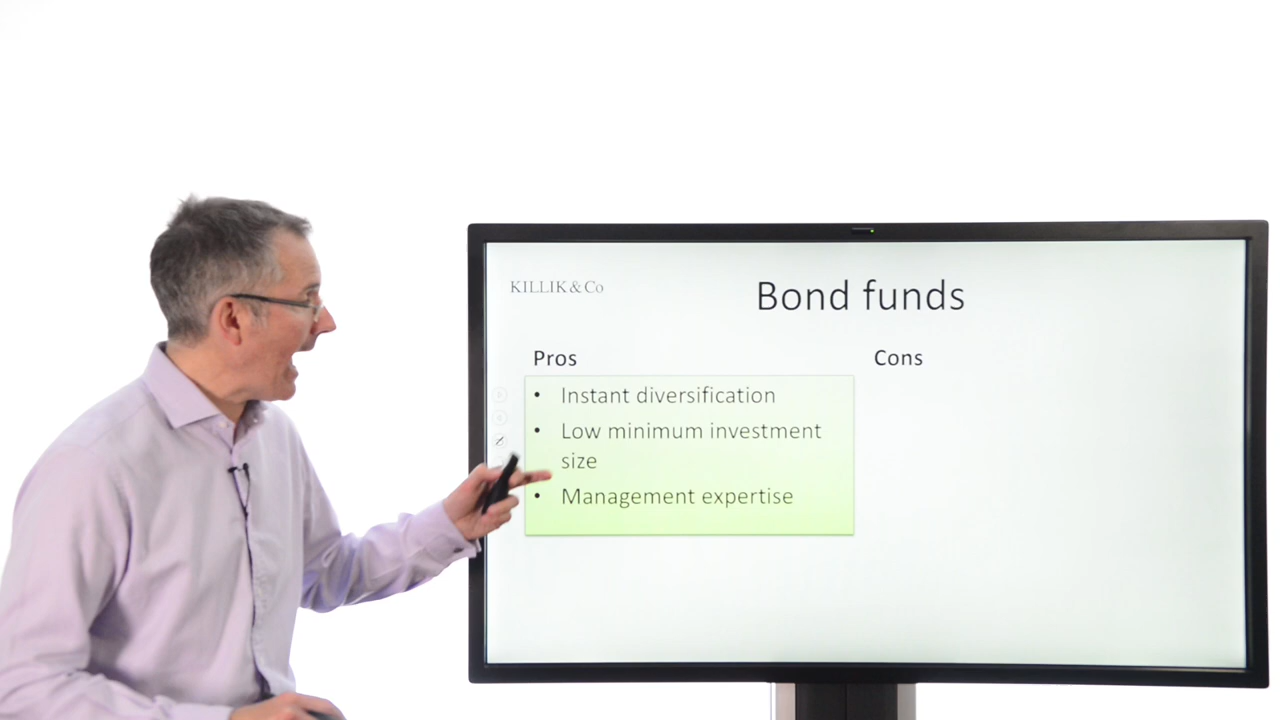 KILLIK & Co
Bond funds
Pros
Cons
• Instant diversification
• Low minimum investment
size
• Management expertise